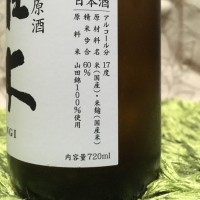 原酒
日本酒
アルコール分 17度
原材料名 米(国産)・米麹(国産米)
精米歩合 60%
原料米 山田錦100%使用
内容量720ml